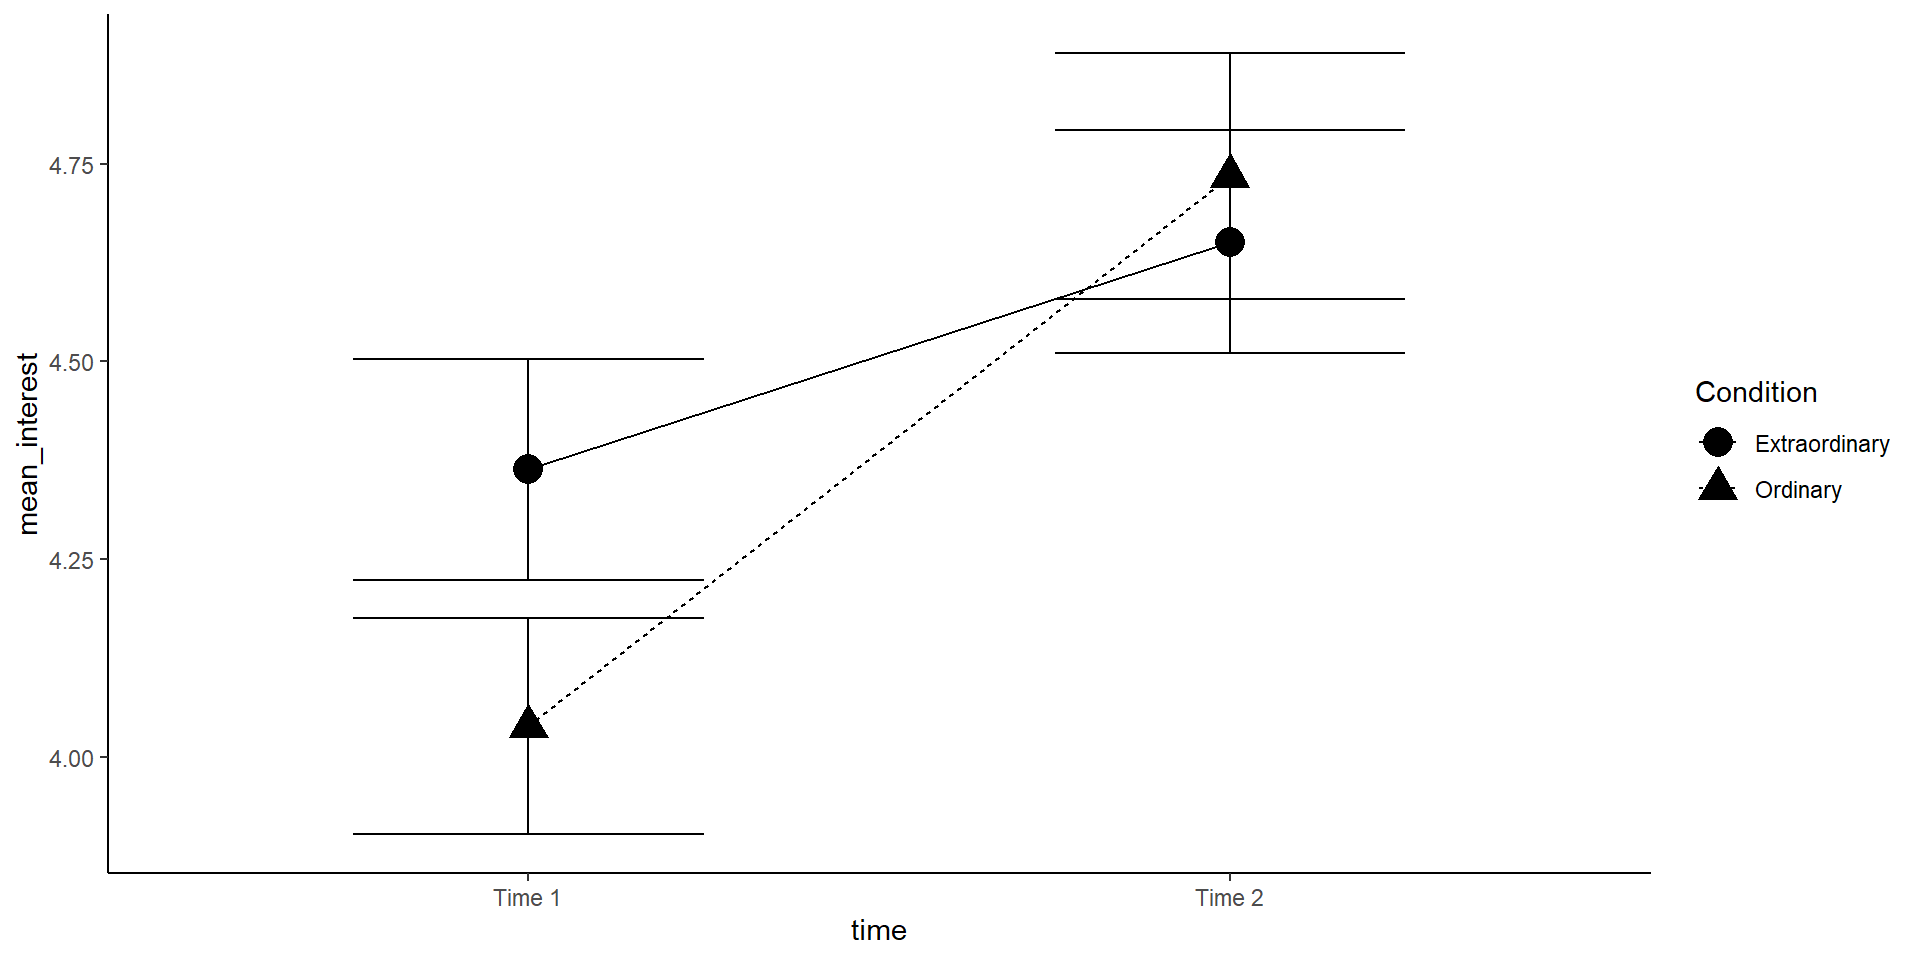 mean_interest
4.75
4.50
4.25
4.00
Time 1
Time 2
time
Condition
Extraordinary
Ordinary